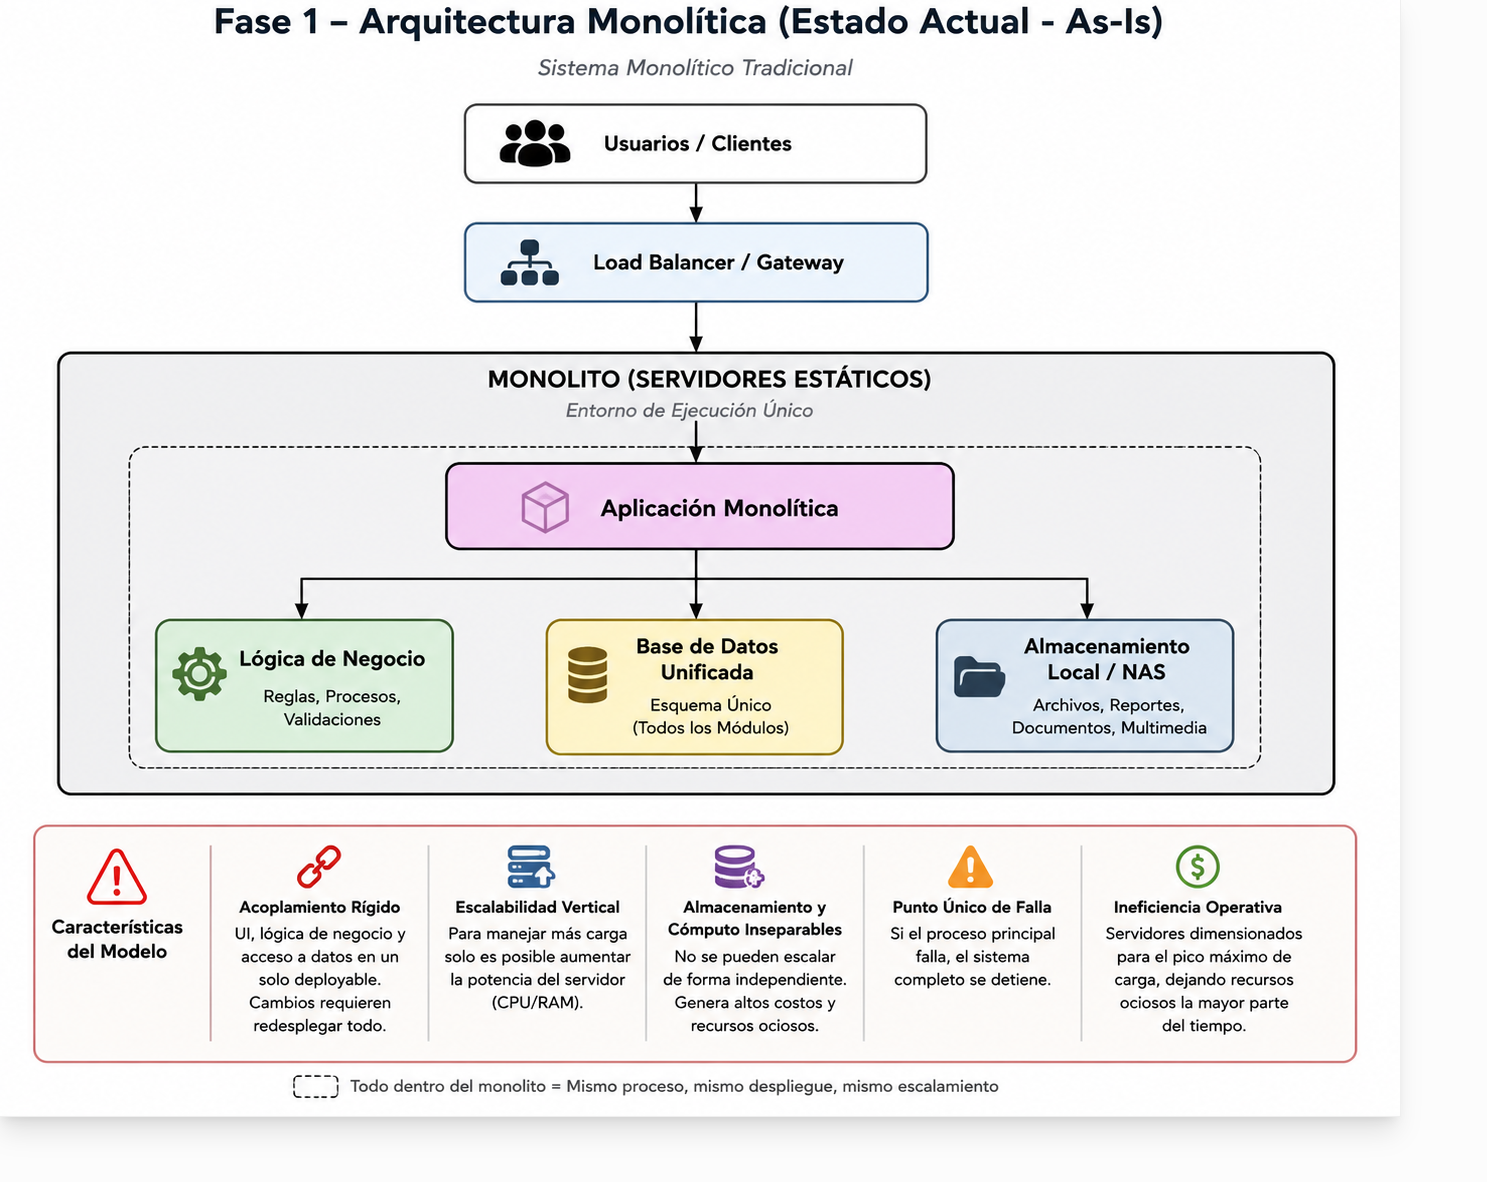 Fase 1 – Arquitectura Monolítica (Estado Actual - As-Is)
Sistema Monolítico Tradicional
Usuarios / Clientes
Load Balancer / Gateway
MONOLITO (SERVIDORES ESTÁTICOS)
Entorno de Ejecución Único
Aplicación Monolítica
Lógica de Negocio
Reglas, Procesos,
Validaciones
Base de Datos
Unificada
Esquema Único
(Todos los Módulos)
Almacenamiento
Local / NAS
Archivos, Reportes,
Documentos, Multimedia
Características
del Modelo
Acoplamiento Rígido
UI, lógica de negocio y
acceso a datos en un
solo deployable.
Cambios requieren
redesplegar todo.
Escalabilidad Vertical
Para manejar más carga
solo es posible aumentar
la potencia del servidor
(CPU/RAM).
Almacenamiento y
Cómputo Inseparables
No se pueden escalar
de forma independiente.
Genera altos costos y
recursos ociosos.
Punto Único de Falla
Si el proceso principal
falla, el sistema
completo se detiene.
Ineficiencia Operativa
Servidores dimensionados
para el pico máximo de
carga, dejando recursos
ociosos la mayor parte
del tiempo.
Todo dentro del monolito = Mismo proceso, mismo despliegue, mismo escalamiento